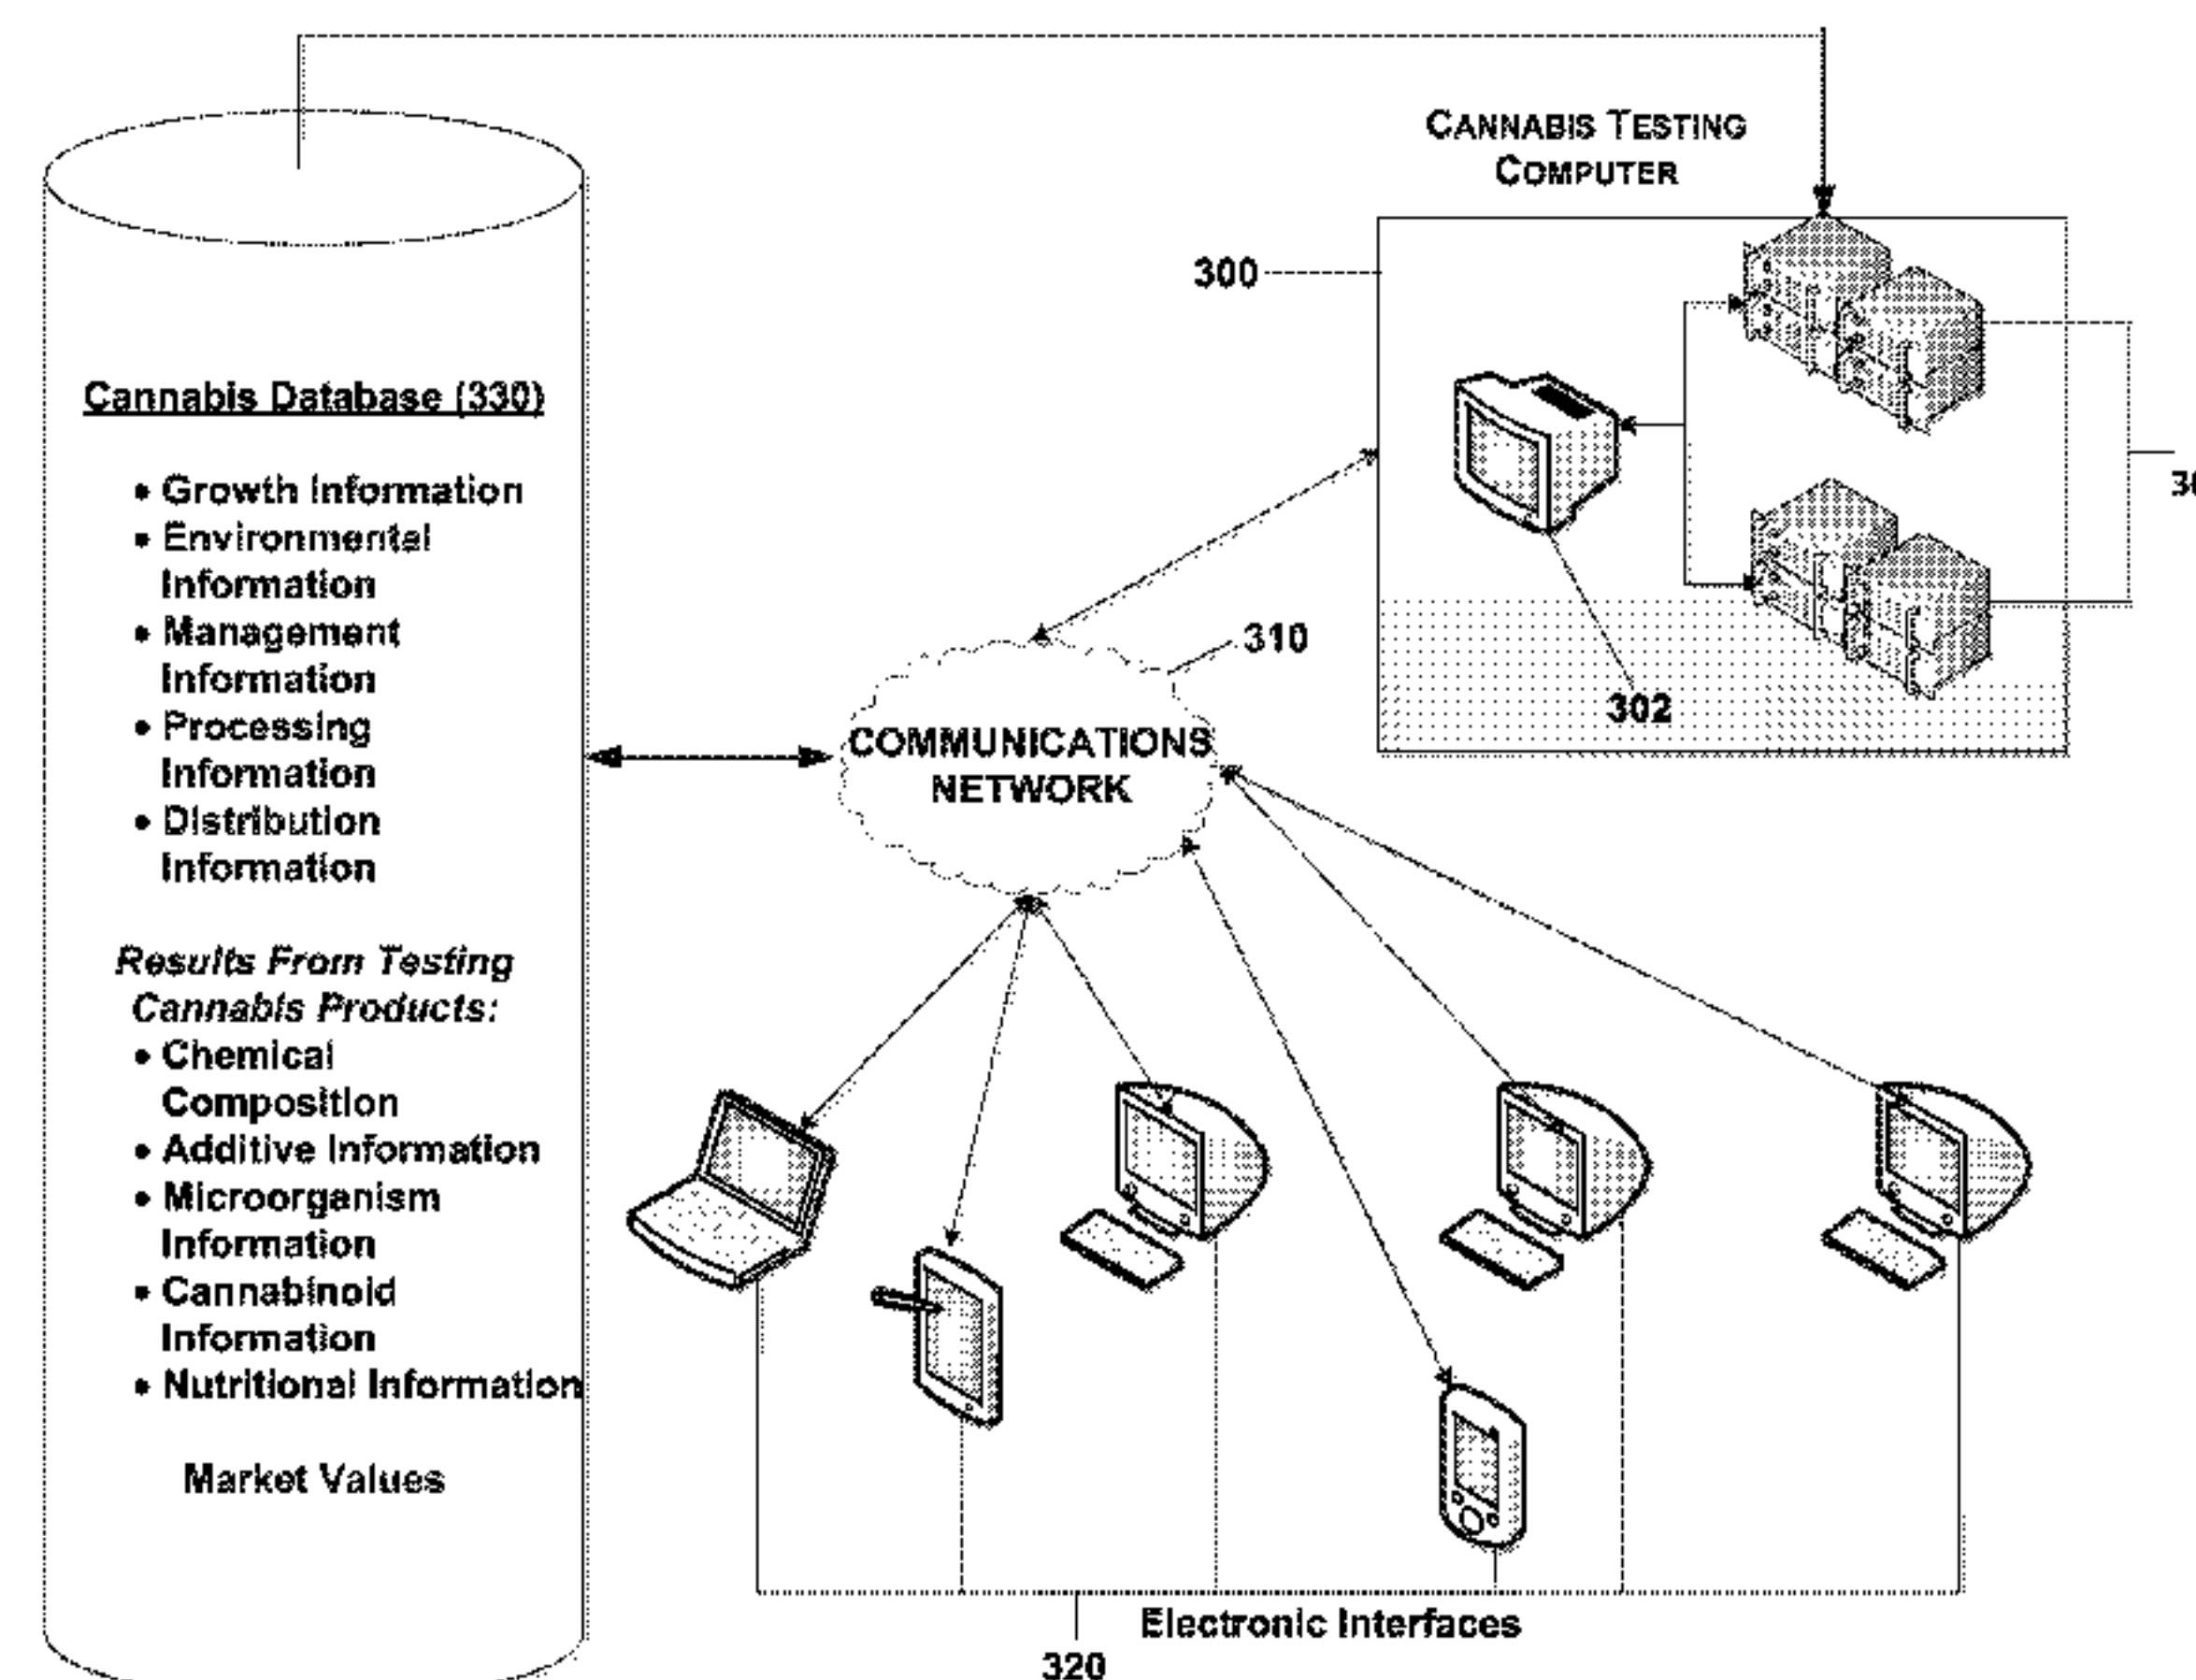 CANNABIS TESTING
COMPUTER
300
302
310
COMMUNICATIONS
NETWORK
Cannabis Database (330)
• Growth Information
• Environmental
Information
• Management
Information
• Processing
Information
• Distribution
Information
Results From Testing
Cannabis Products:
• Chemical
Composition
• Additive Information
• Microorganism
Information
• Cannabinoid
Information
• Nutritional Information
Market Values
Electronic Interfaces
320